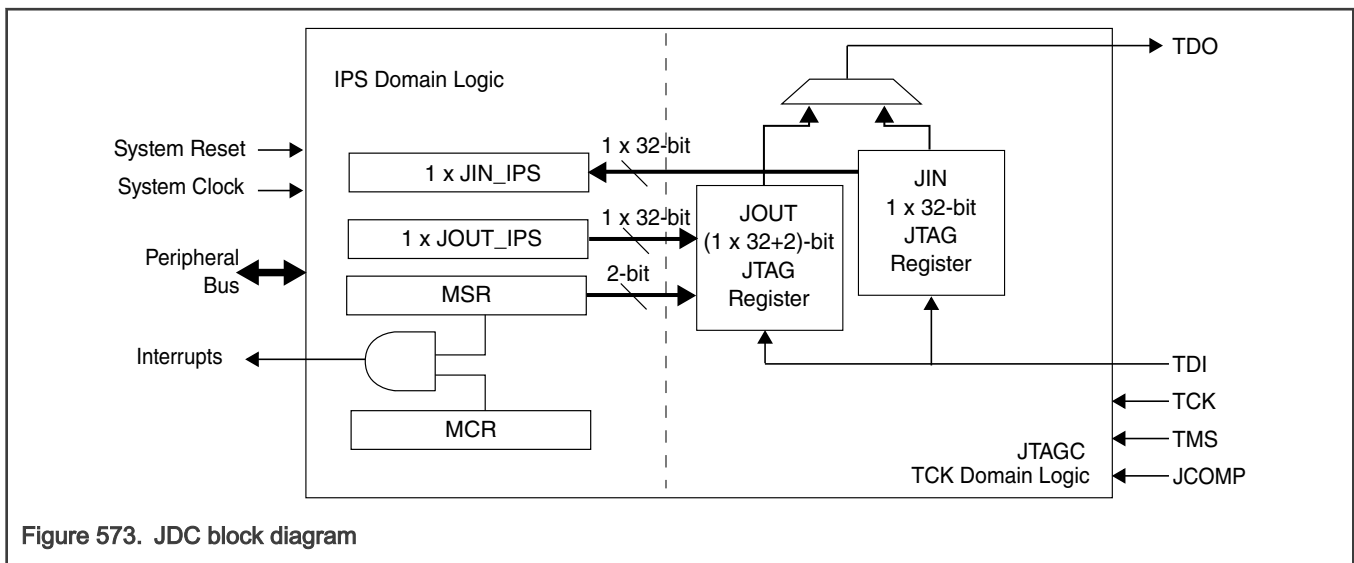 TDO
IPS Domain Logic
System Reset
System Clock
Peripheral
Bus
Interrupts
1 x JIN_IPS
1 x 32-bit
1 x JOUT_IPS
1 x 32-bit
MSR
2-bit
MCR
JOUT
(1 x 32+2)-bit
JTAG
Register
JIN
1 x 32-bit
JTAG
Register
TDI
TCK
TMS
JCOMP
JTAGC
TCK Domain Logic
Figure 573. JDC block diagram